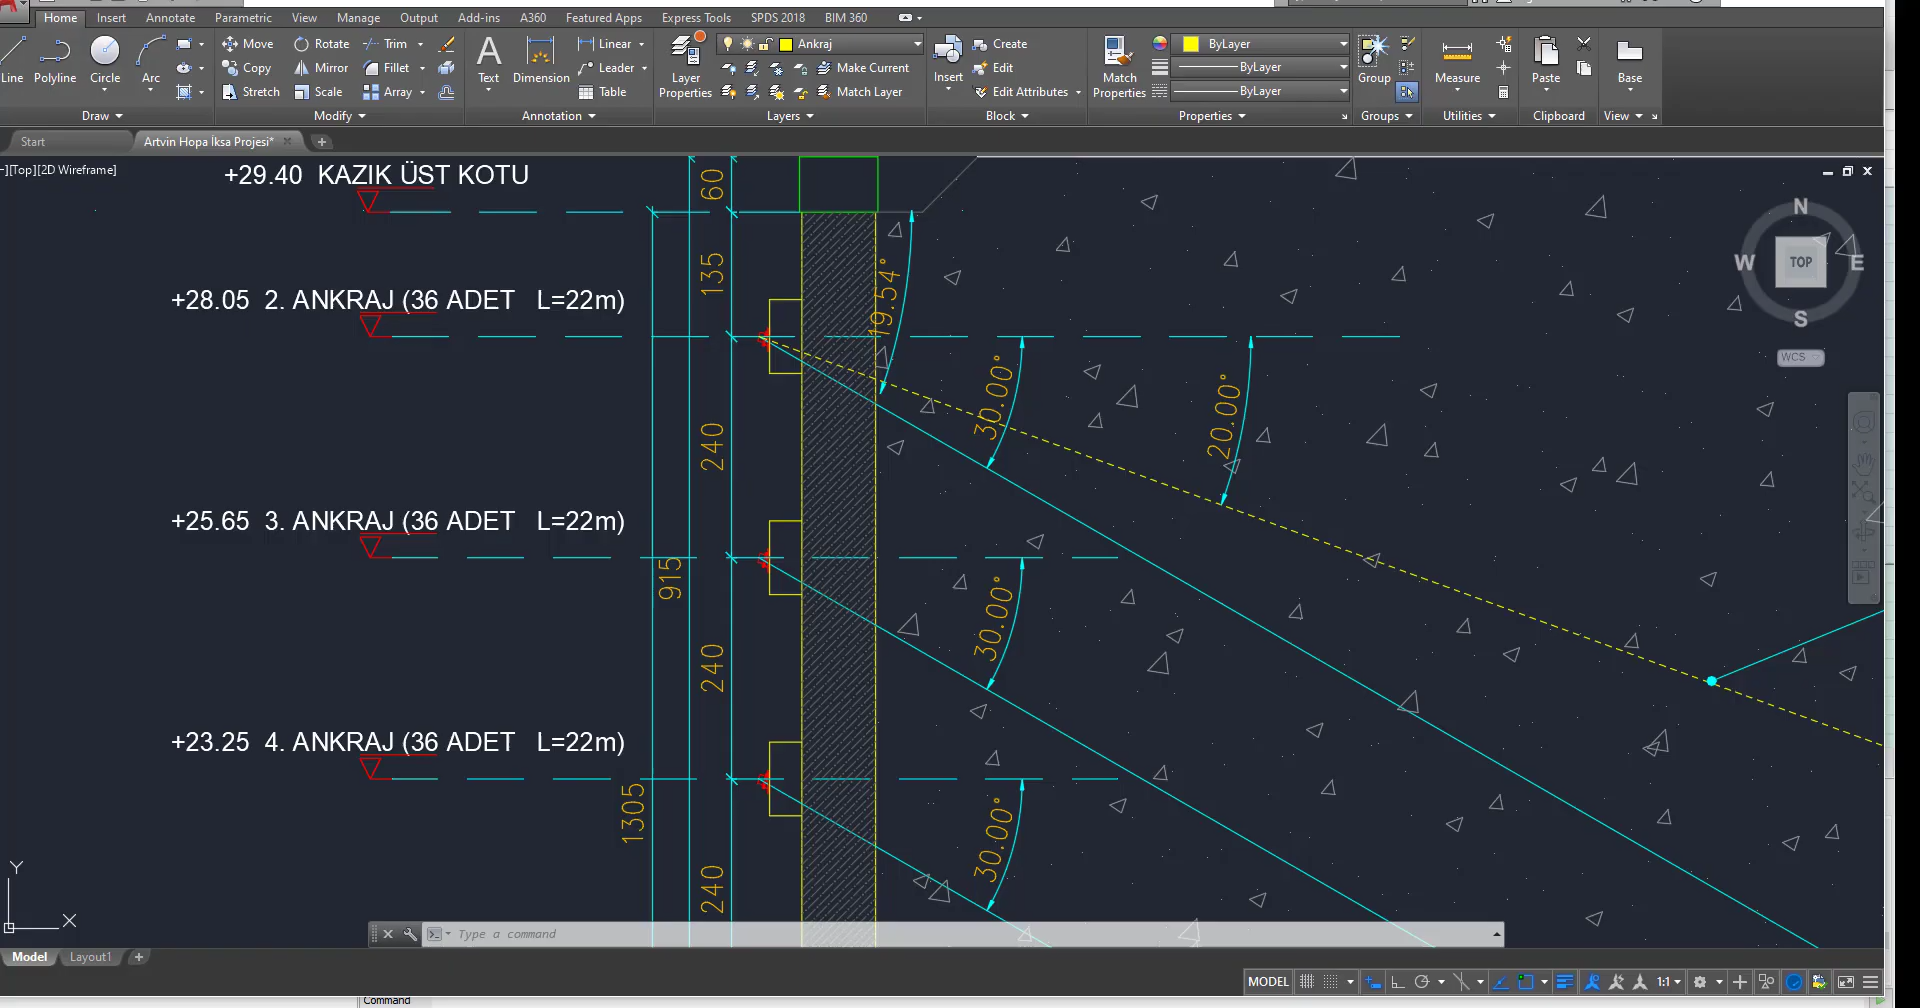 Home Insert Annotate Parametric View Manage Output Add-ins A360 Featured Apps Express Tools SPDS 2018 BIM 360
Line Polyline Circle Arc
Move Rotate Trim
Copy Mirror Fillet
Stretch Scale Array
Text Dimension
Linear
Leader
Table
Layer Properties
Ankraj
Make Current
Match Layer
Insert
Create
Edit
Edit Attributes
Match Properties
ByLayer
ByLayer
ByLayer
Group Measure Paste Base
Draw Modify Annotation Layers Block Properties Groups Utilities Clipboard View
Start Artvin Hopa İksa Projesi*
[Top][2D Wireframe]
+29.40 KAZIK ÜST KOTU
60
135
19.54°
+28.05 2. ANKRAJ (36 ADET L=22m)
30.00°
20.00°
240
+25.65 3. ANKRAJ (36 ADET L=22m)
915
30.00°
240
+23.25 4. ANKRAJ (36 ADET L=22m)
1305
30.00°
240
N
W TOP E
S
WCS
Y
X
Type a command
Model Layout1
MODEL 1:1
Command